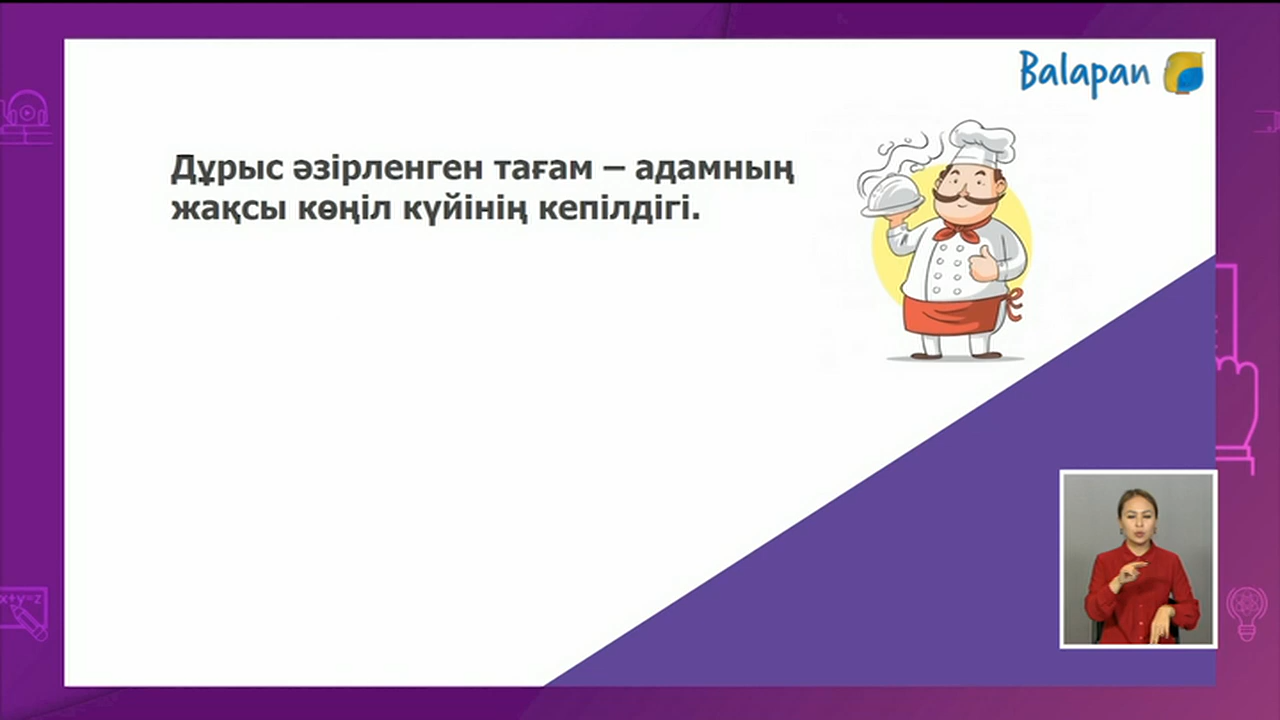 Balapan
Дұрыс әзірленген тағам – адамның
жақсы көңіл күйінің кепілдігі.
x+y=z